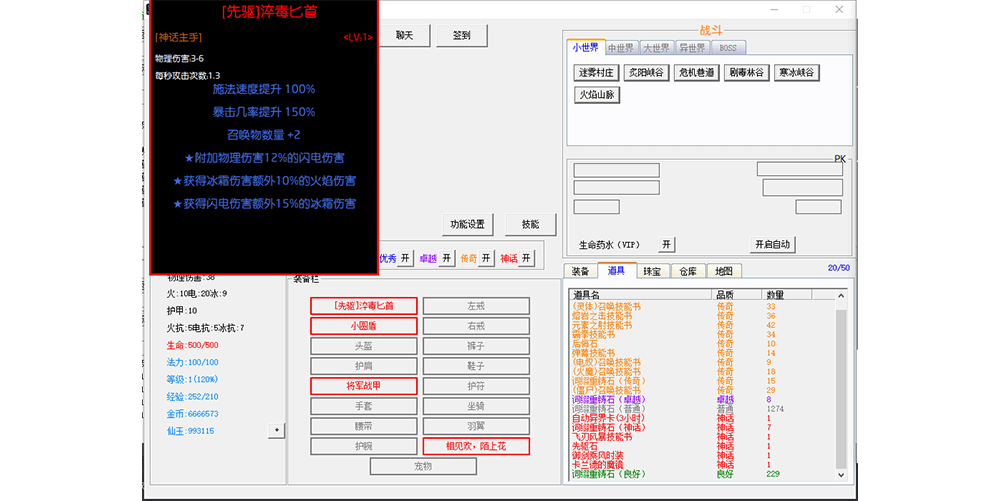 [先驱]淬毒匕首
[神话主手]
<LV:1>
物理伤害:3-6
每秒攻击次数:1.3
施法速度提升 100%
暴击几率提升 150%
召唤物数量 +2
★附加物理伤害12%的闪电伤害
★获得冰霜伤害额外10%的火焰伤害
★获得闪电伤害额外15%的冰霜伤害
聊天
签到
功能设置
技能
优秀 开 卓越 开 传奇 开 神话 开
物理伤害:36
火:10电:20冰:9
护甲:10
火抗:5电抗:5冰抗:7
生命:500/500
法力:100/100
等级:1(120%)
经验:252/210
金币:6666573
仙玉:993115
装备栏
[先驱]淬毒匕首 左戒
小圆盾 右戒
头盔 裤子
护肩 鞋子
将军战甲 护符
手套 坐骑
腰带 羽翼
护腕 相见欢，陌上花
宠物
战斗
小世界 中世界 大世界 异世界 BOSS
迷雾村庄 炙阳峡谷 危机巷道 剧毒林谷 寒冰峡谷
火焰山脉
PK
生命药水（VIP） 开 开启自动
装备 道具 珠宝 仓库 地图
20/50
道具名 品质 数量
(灵体)召唤技能书 传奇 33
熔岩之击技能书 传奇 36
元素之射技能书 传奇 42
霸拳技能书 传奇 34
后姆石 传奇 10
弹幕技能书 传奇 14
(电奴)召唤技能书 传奇 9
(火魔)召唤技能书 传奇 18
词缀重铸石（传奇） 传奇 15
(僵尸)召唤技能书 传奇 29
词缀重铸石（卓越） 卓越 8
词缀重铸石（普通） 普通 1274
自动异界卡(3小时) 神话 1
词缀重铸石（神话） 神话 7
飞刃风暴技能书 神话 1
先驱石 神话 1
御剑乘风时装 神话 1
卡兰德的魔镜 神话 1
词缀重铸石（良好） 良好 229